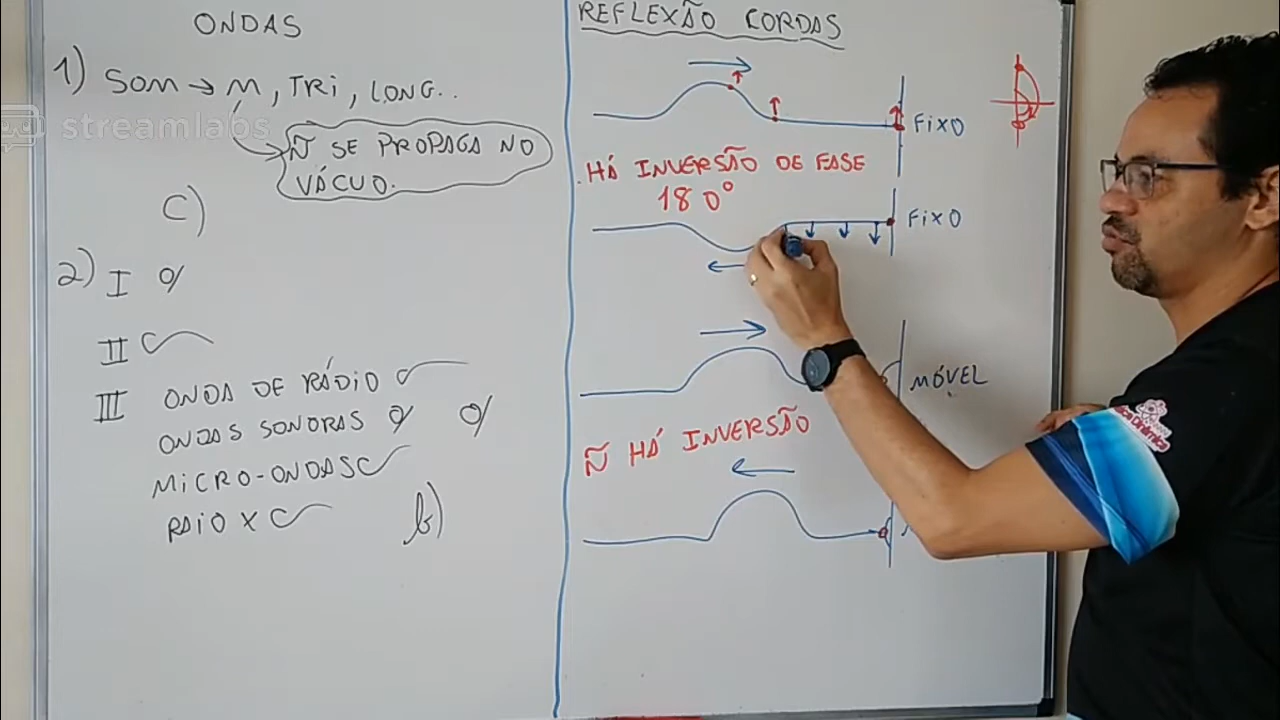 ONDAS
1) SOM → M, TRI, LONG..
Ñ SE PROPAGA NO
VÁCUO.
C)
2) I
II
III ONDA DE RÁDIO
ONDAS SONORAS
MICRO-ONDAS
RAIO X
b)
REFLEXÃO CORDAS
FIXO
HÁ INVERSÃO DE FASE
180°
FIXO
MÓVEL
Ñ HÁ INVERSÃO
streamlabs